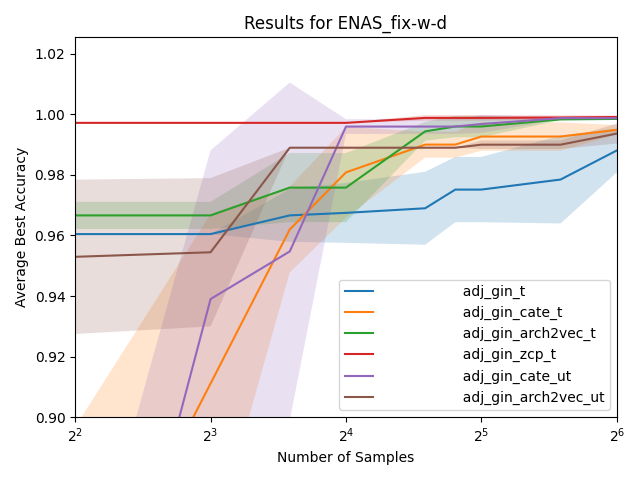 Results for ENAS_fix-w-d
Average Best Accuracy
1.02
1.00
0.98
0.96
0.94
0.92
0.90
2^2
2^3
2^4
2^5
2^6
Number of Samples
adj_gin_t
adj_gin_cate_t
adj_gin_arch2vec_t
adj_gin_zcp_t
adj_gin_cate_ut
adj_gin_arch2vec_ut